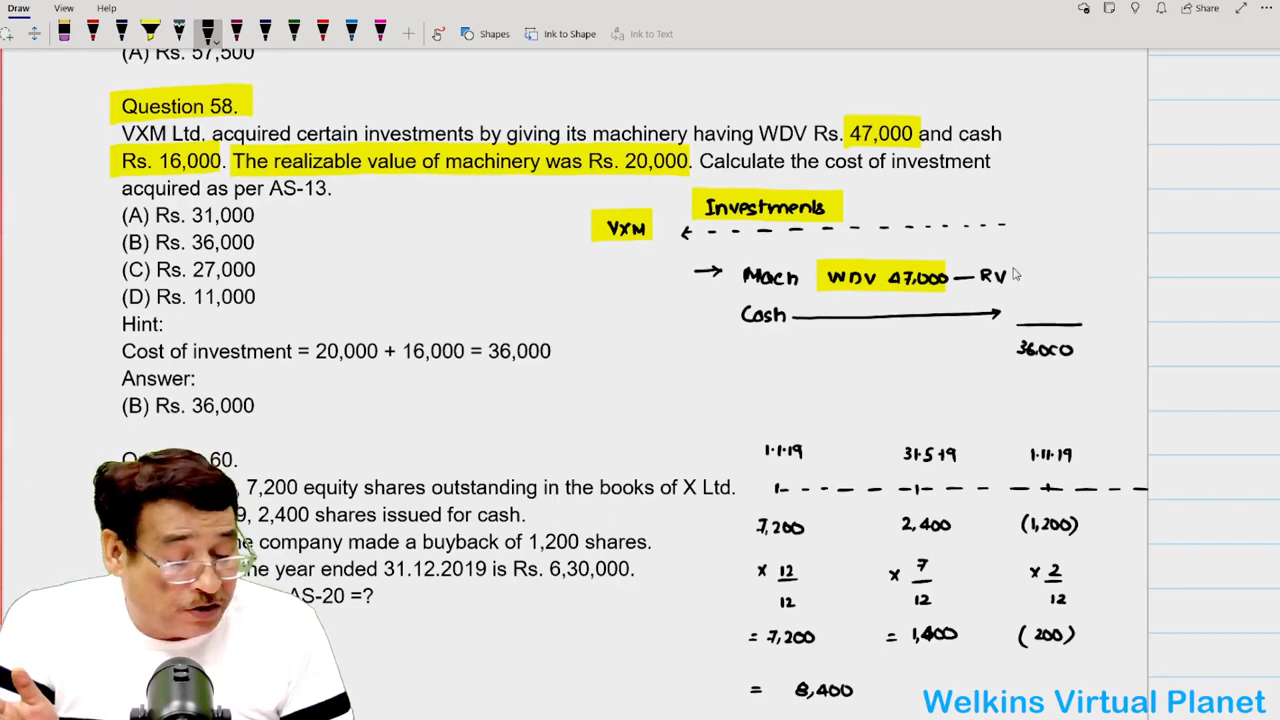 Draw View Help
Share
Shapes Ink to Shape Ink to Text
(A) Rs. 57,500
Question 58.
VXM Ltd. acquired certain investments by giving its machinery having WDV Rs. 47,000 and cash
Rs. 16,000. The realizable value of machinery was Rs. 20,000. Calculate the cost of investment
acquired as per AS-13.
(A) Rs. 31,000
(B) Rs. 36,000
(C) Rs. 27,000
(D) Rs. 11,000
Hint:
Cost of investment = 20,000 + 16,000 = 36,000
Answer:
(B) Rs. 36,000
Investments
VXM
Mach WDV 47,000 — RV
Cash
36,000
60.
7,200 equity shares outstanding in the books of X Ltd.
9, 2,400 shares issued for cash.
company made a buyback of 1,200 shares.
the year ended 31.12.2019 is Rs. 6,30,000.
AS-20 =?
1.1.19 31.5.19 1.11.19
7,200 2,400 (1,200)
x 12/12 x 7/12 x 2/12
= 7,200 = 1,400 (200)
= 8,400
Welkins Virtual Planet